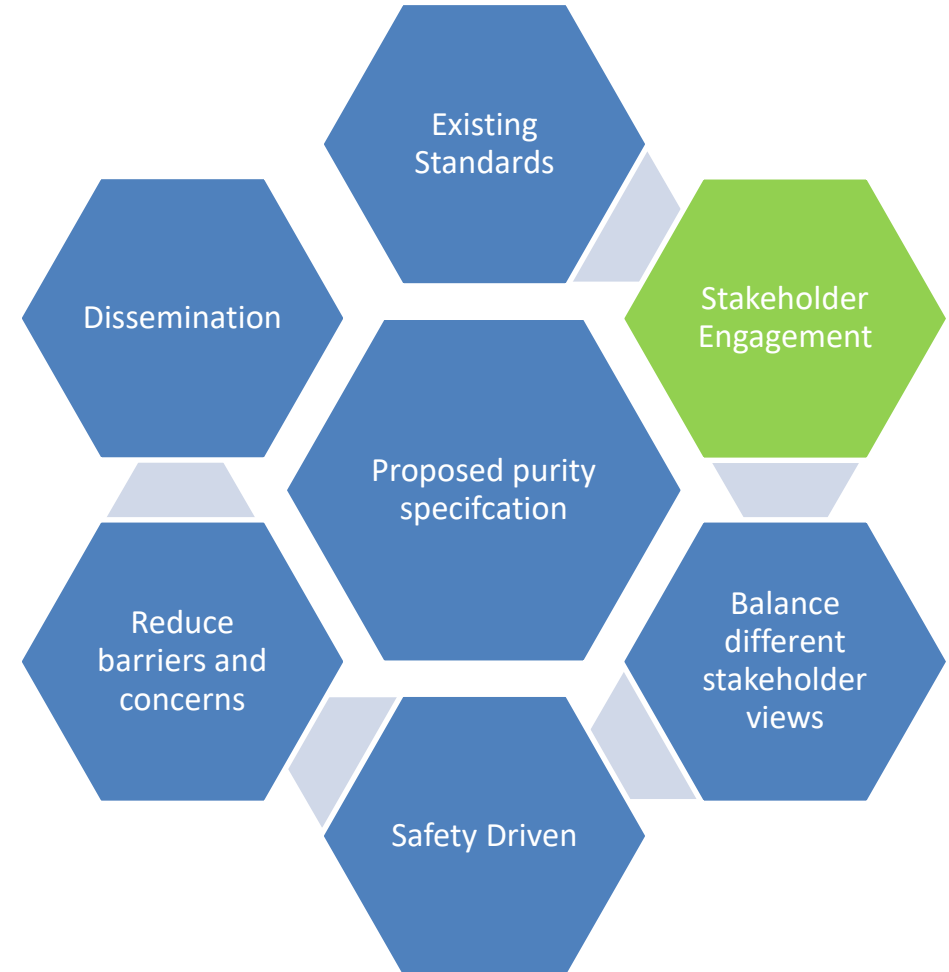 Existing
Standards
Stakeholder
Engagement
Dissemination
Proposed purity
specifcation
Balance
different
stakeholder
views
Reduce
barriers and
concerns
Safety Driven